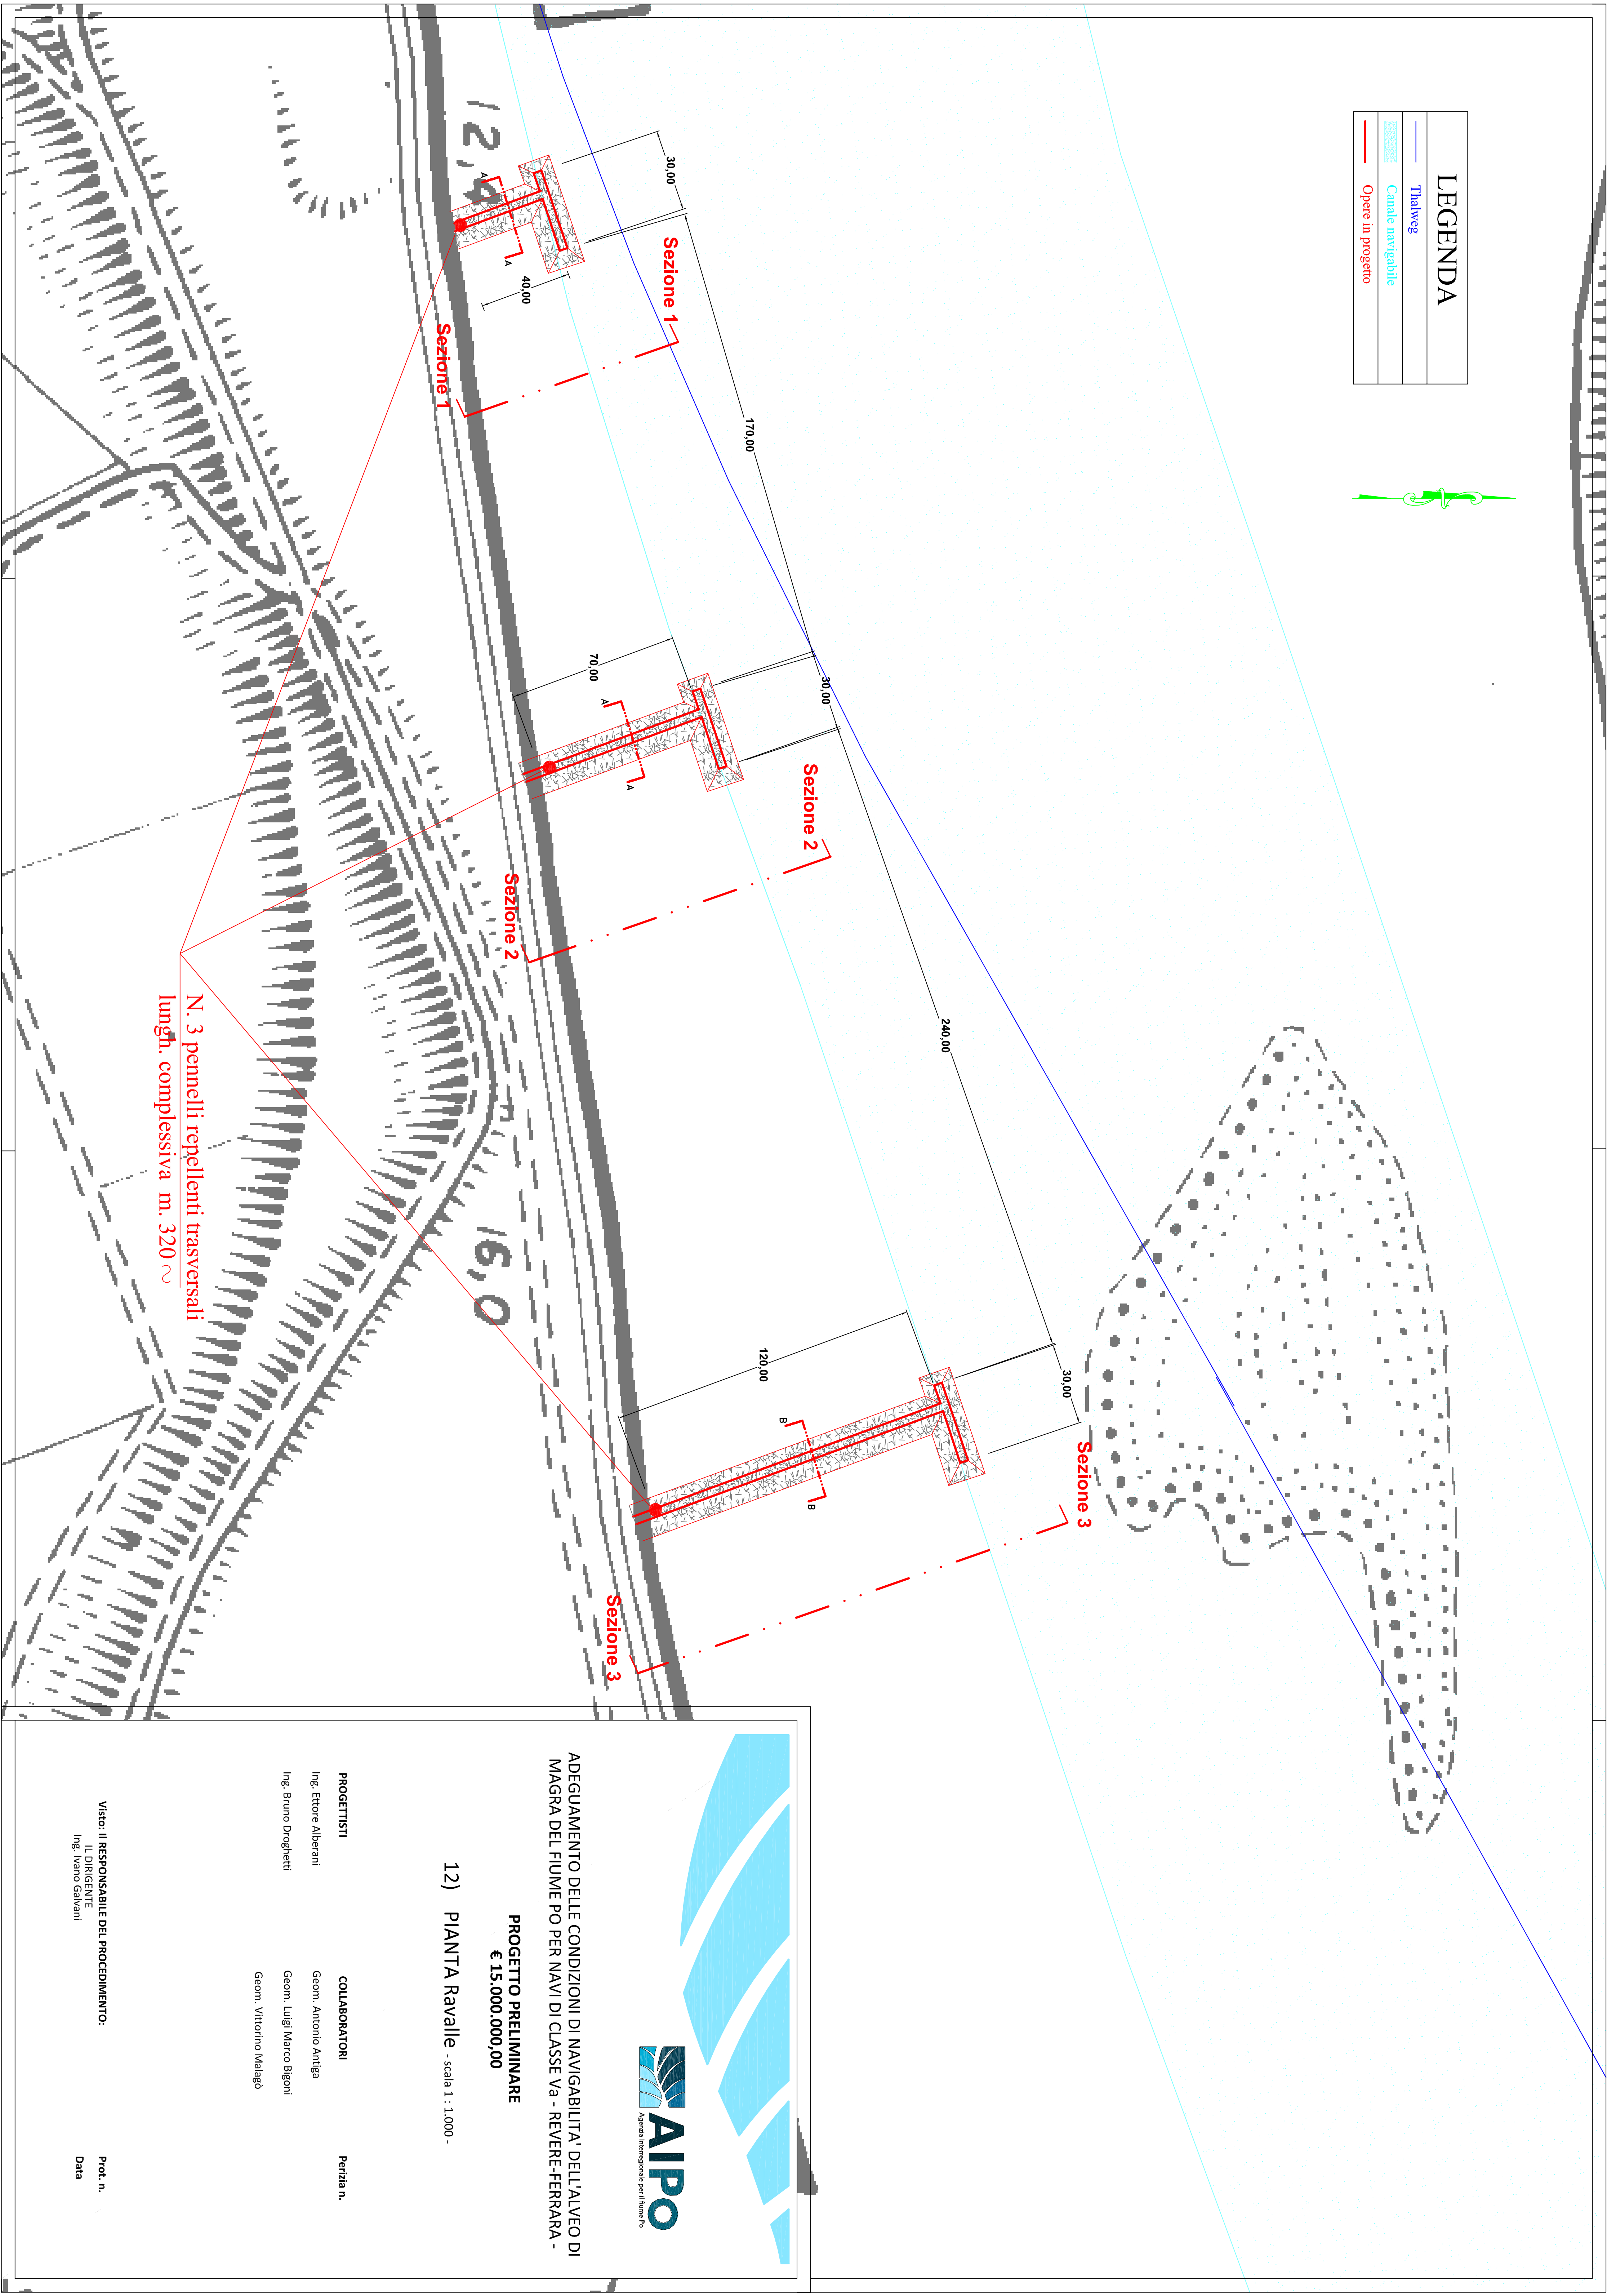 LEGENDA
Thalweg
Canale navigabile
Opere in progetto
30,00
170,00
30,00
240,00
30,00
40,00
70,00
120,00
Sezione 1
Sezione 1
Sezione 2
Sezione 2
Sezione 3
Sezione 3
A
A
A
A
B
B
12,4
16,0
N. 3 pennelli repellenti trasversali
lungh. complessiva m. 320 ~
AIPO
Agenzia Interregionale per il fiume Po
ADEGUAMENTO DELLE CONDIZIONI DI NAVIGABILITA' DELL'ALVEO DI
MAGRA DEL FIUME PO PER NAVI DI CLASSE Va - REVERE-FERRARA -
PROGETTO PRELIMINARE
€ 15.000.000,00
12) PIANTA Ravalle - scala 1 : 1.000 -
PROGETTISTI
Ing. Ettore Alberani
Ing. Bruno Droghetti
COLLABORATORI
Geom. Antonio Antiga
Geom. Luigi Marco Bigoni
Geom. Vittorino Malagò
Perizia n.
Visto: Il RESPONSABILE DEL PROCEDIMENTO:
IL DIRIGENTE
Ing. Ivano Galvani
Prot. n.
Data